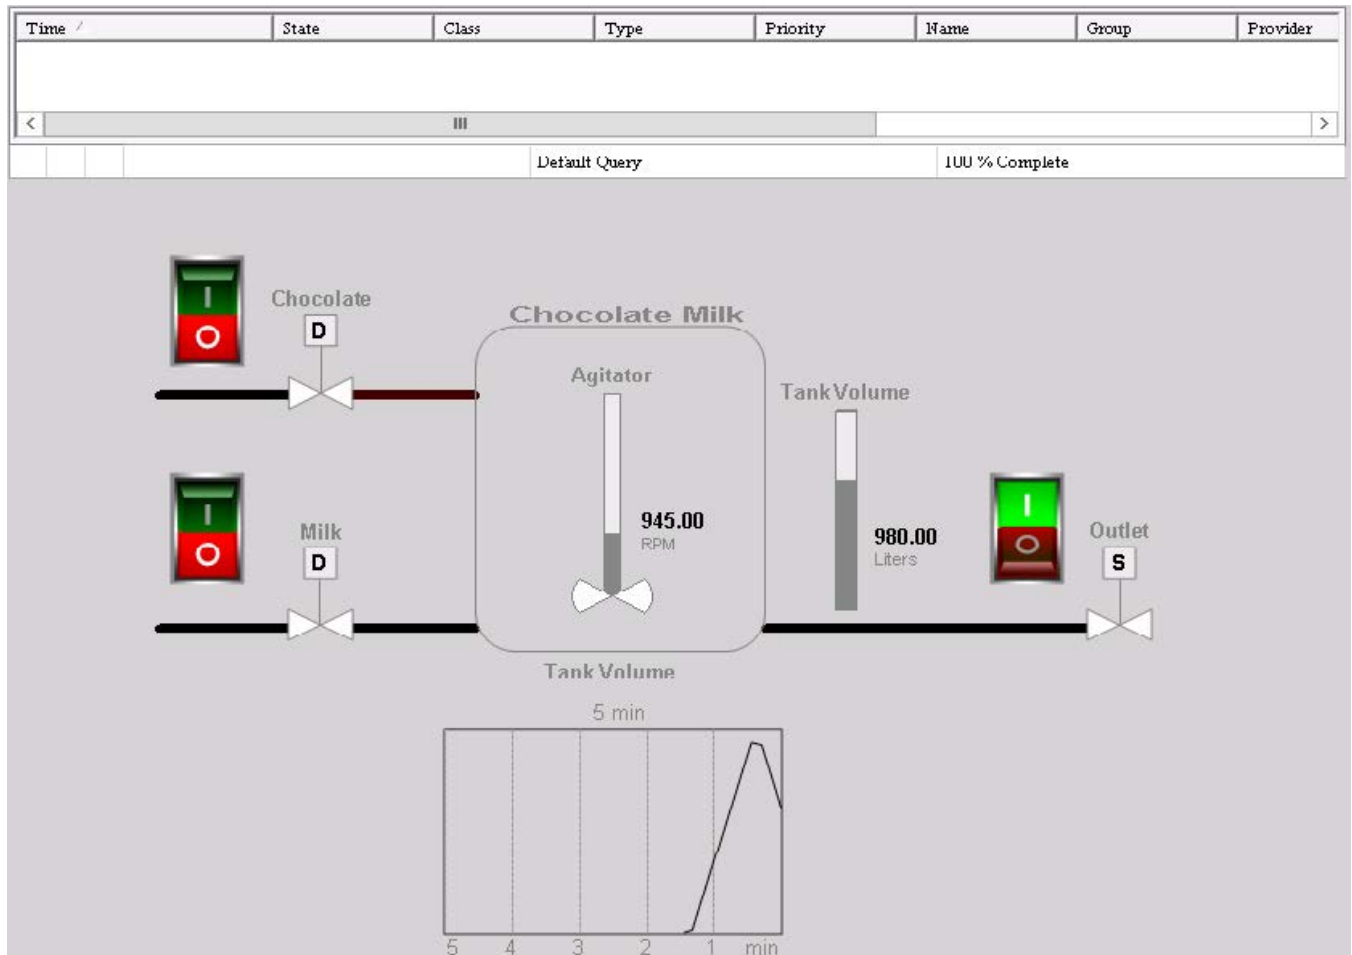 Time / State Class Type Priority Name Group Provider
Default Query 100 % Complete
Chocolate
D
Chocolate Milk
Agitator
Tank Volume
945.00
RPM
980.00
Liters
Milk
D
Outlet
S
Tank Volume
5 min
5 4 3 2 1 min